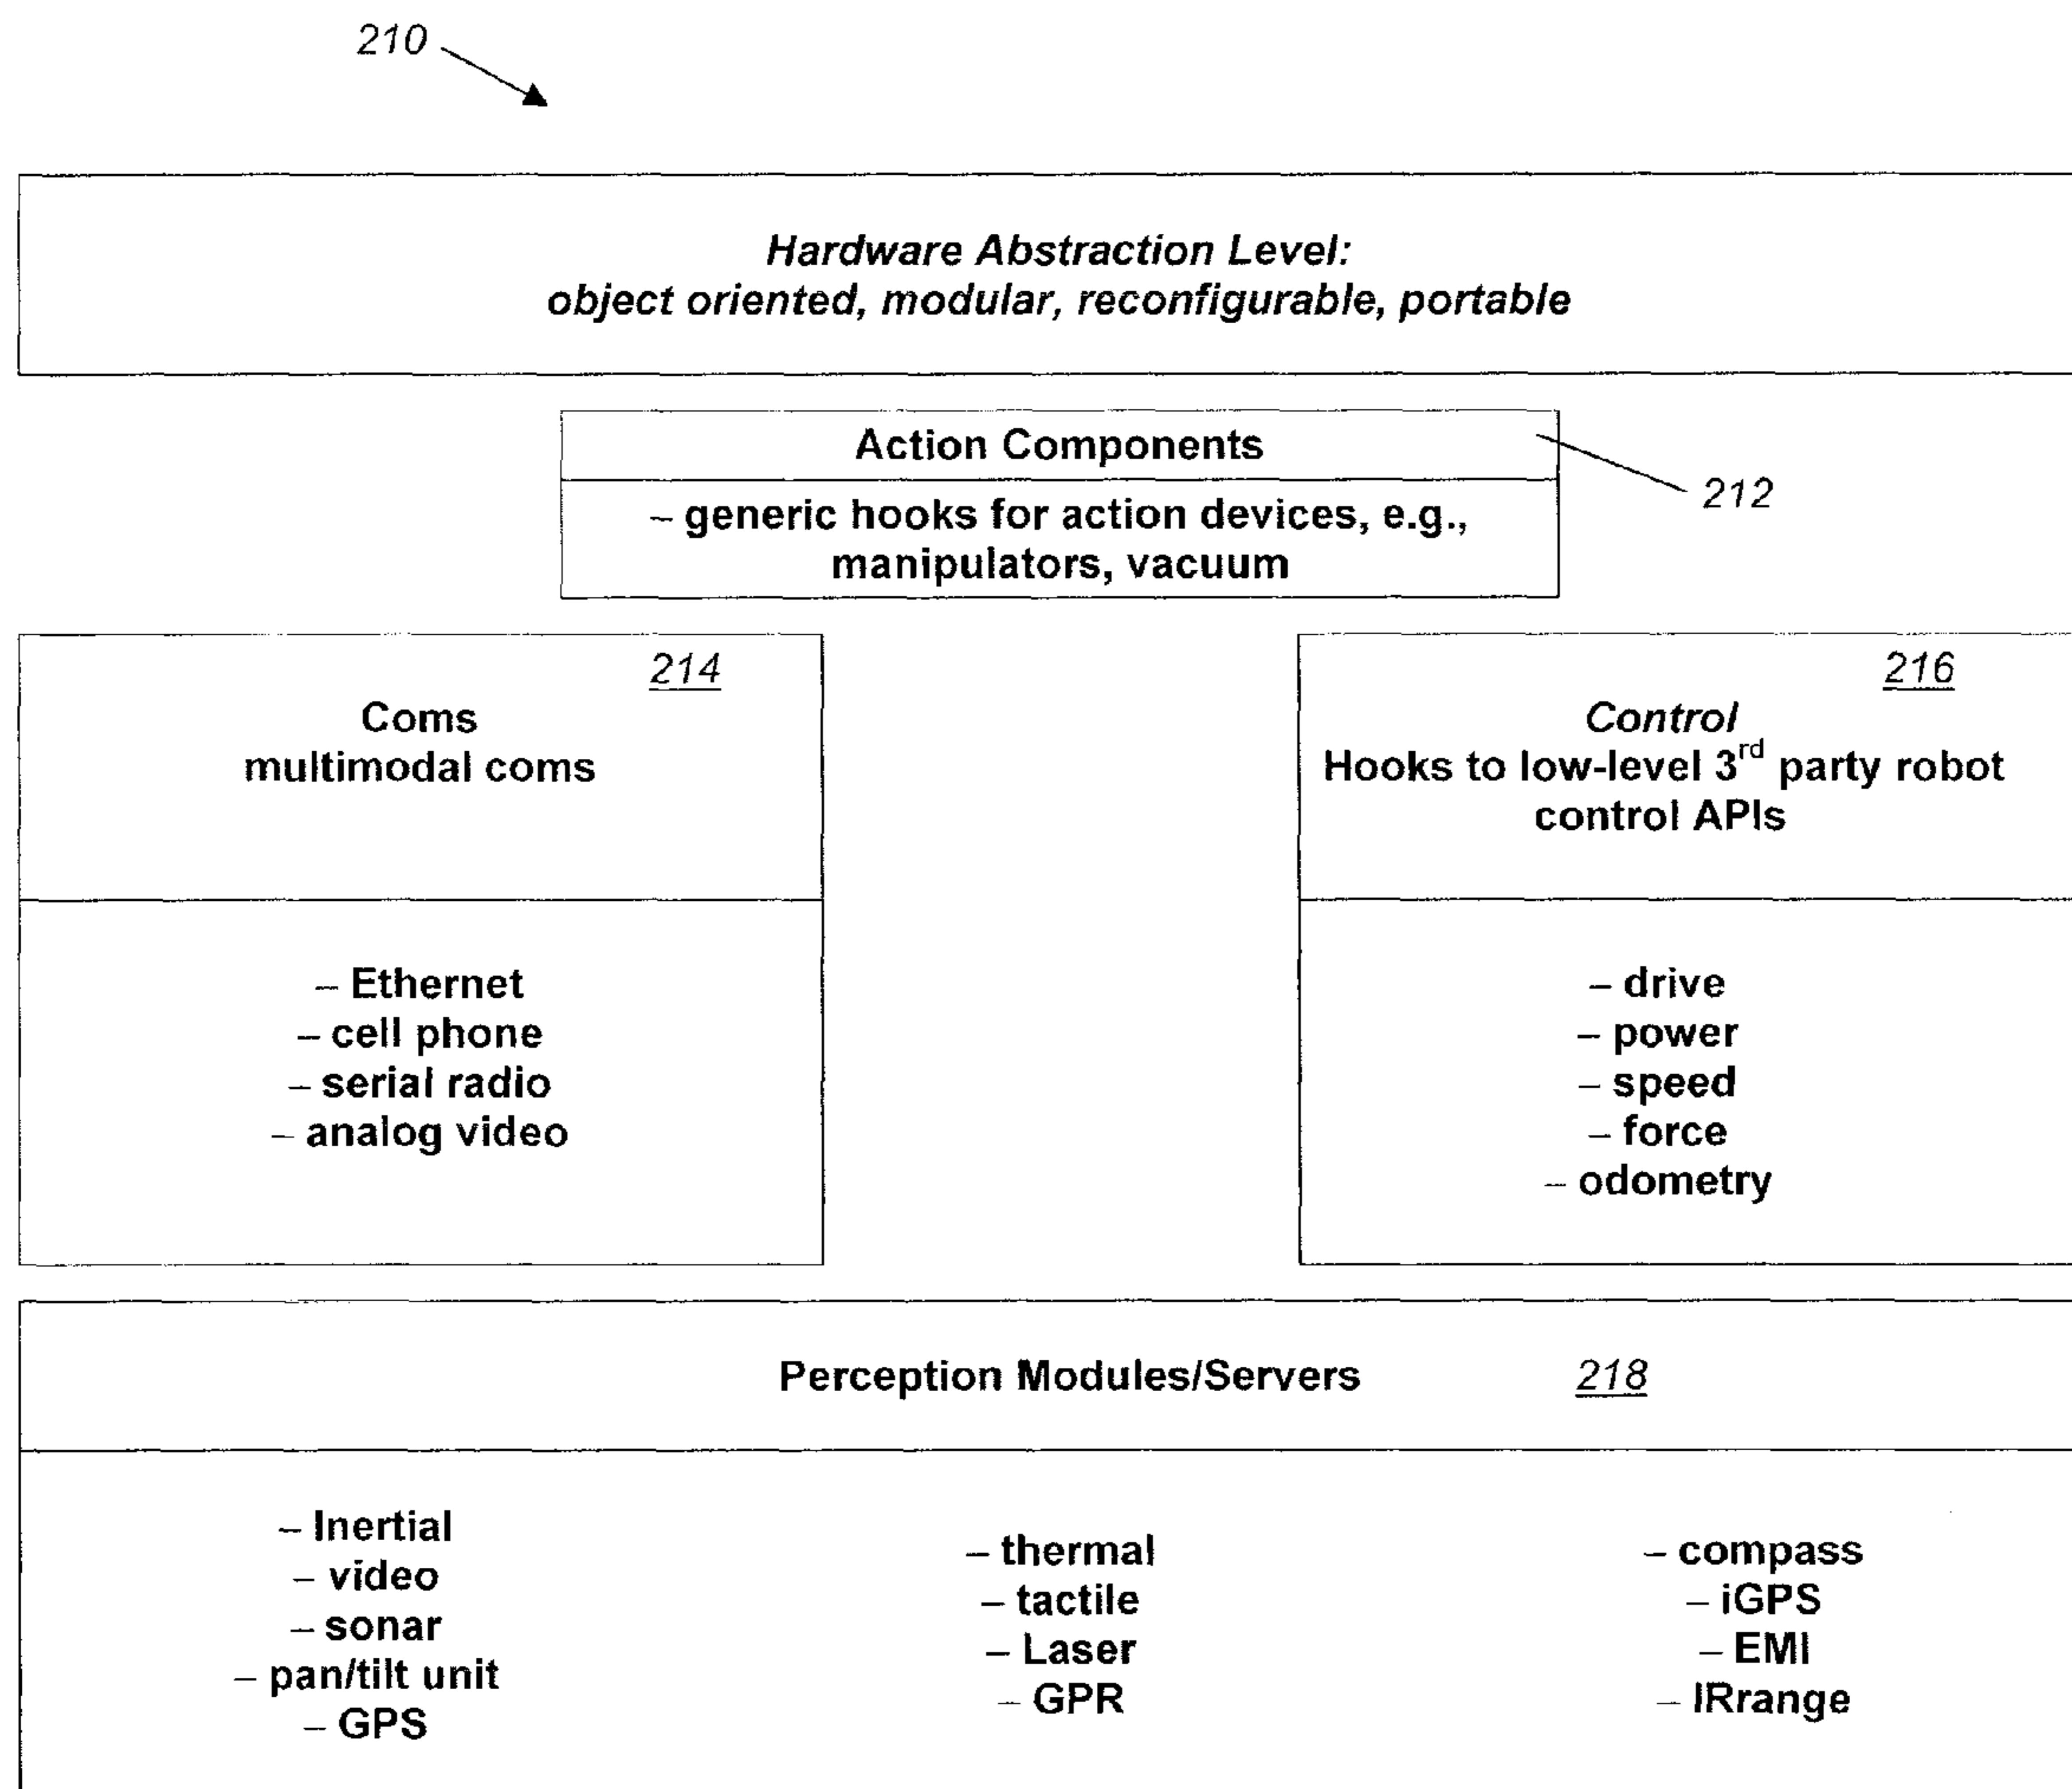 210
Hardware Abstraction Level:
object oriented, modular, reconfigurable, portable
Action Components
– generic hooks for action devices, e.g.,
manipulators, vacuum
212
214
Coms
multimodal coms
– Ethernet
– cell phone
– serial radio
– analog video
216
Control
Hooks to low-level 3rd party robot
control APIs
– drive
– power
– speed
– force
– odometry
Perception Modules/Servers 218
– Inertial
– video
– sonar
– pan/tilt unit
– GPS
– thermal
– tactile
– Laser
– GPR
– compass
– iGPS
– EMI
– IRrange